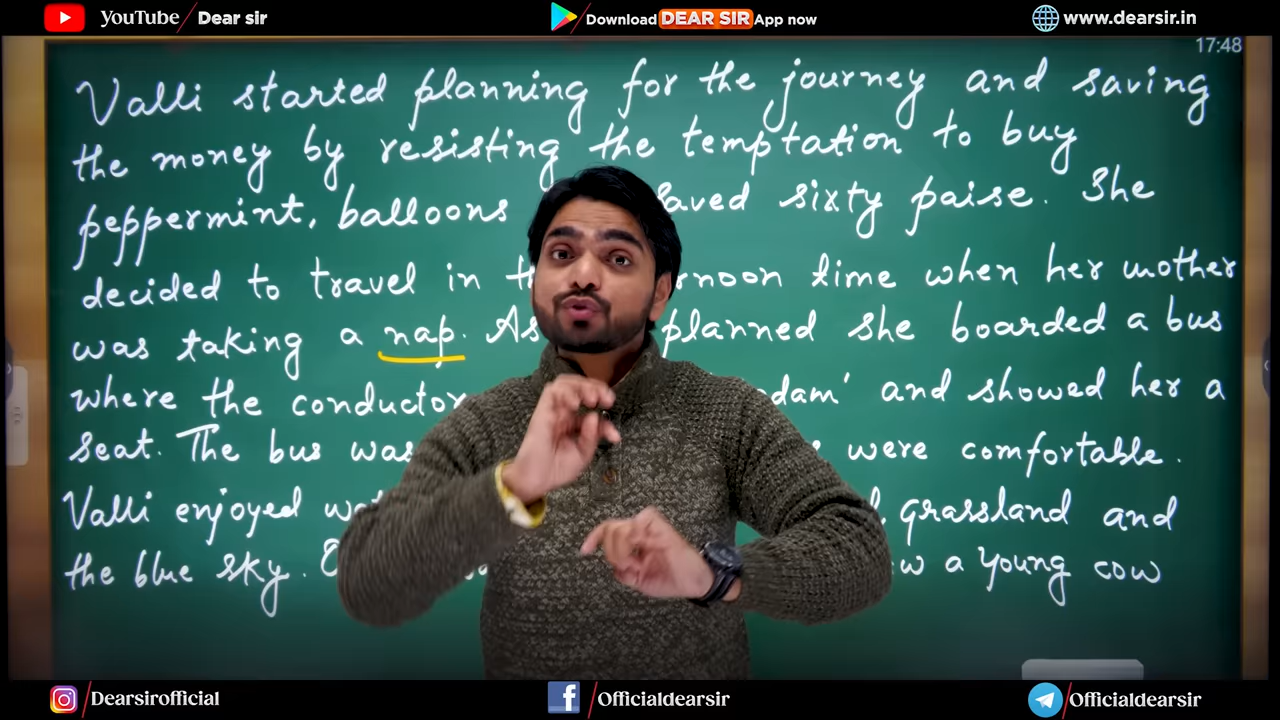 YouTube / Dear sir
Download DEAR SIR App now
www.dearsir.in
17:48
Valli started planning for the journey and saving
the money by resisting the temptation to buy
peppermint, balloons saved sixty paise. She
decided to travel in rnoon time when her mother
was taking a nap. As planned she boarded a bus
where the conductor dam' and showed her a
seat. The bus was were comfortable.
Valli enjoyed grassland and
the blue sky. a young cow
/Dearsirofficial
/Officialdearsir
/Officialdearsir